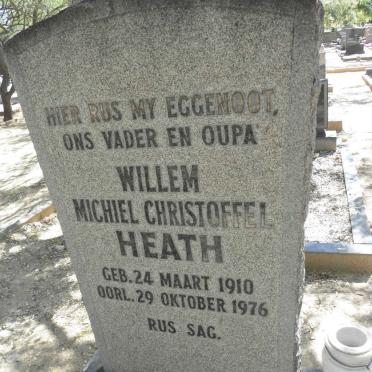 HIER RUS MY EGGENOOT,
ONS VADER EN OUPA
WILLEM
MICHIEL CHRISTOFFEL
HEATH
GEB. 24 MAART 1910
OORL. 29 OKTOBER 1976
RUS SAG.